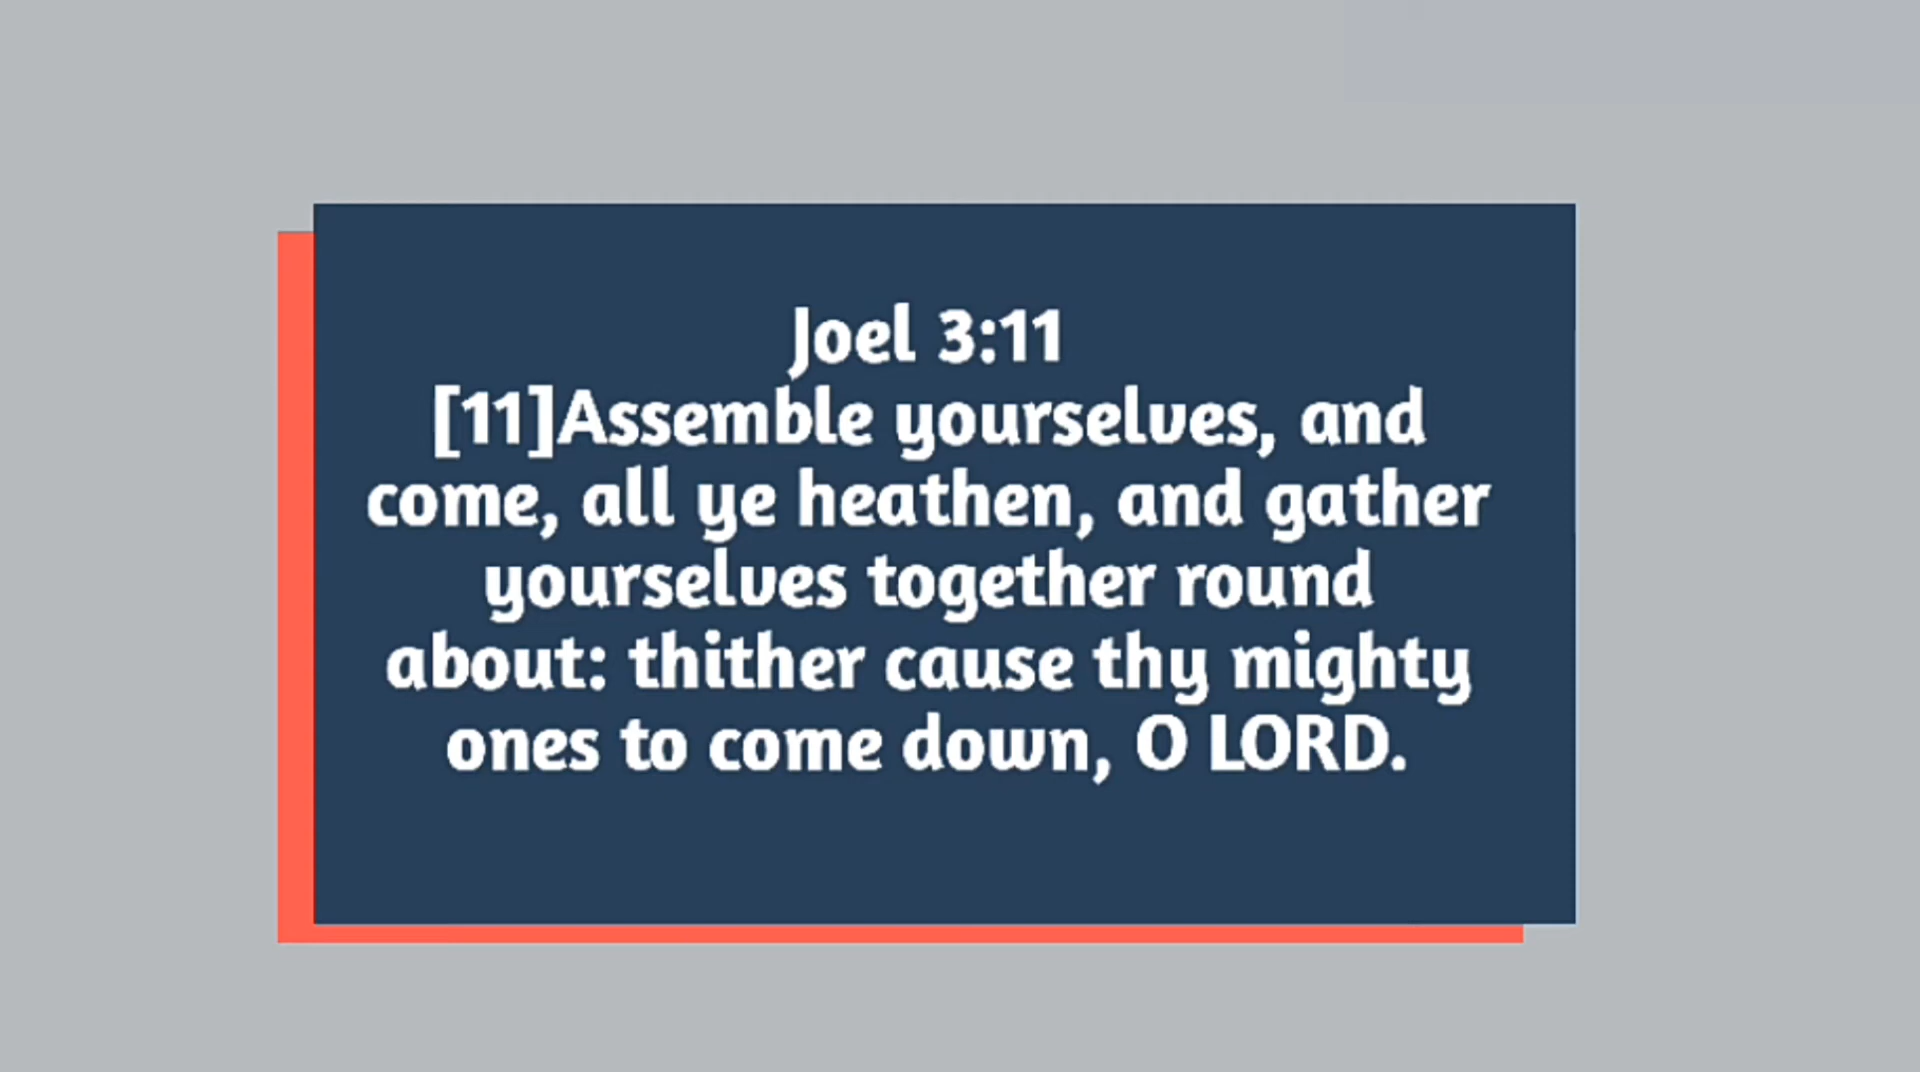 Joel 3:11
[11]Assemble yourselves, and
come, all ye heathen, and gather
yourselves together round
about: thither cause thy mighty
ones to come down, O LORD.